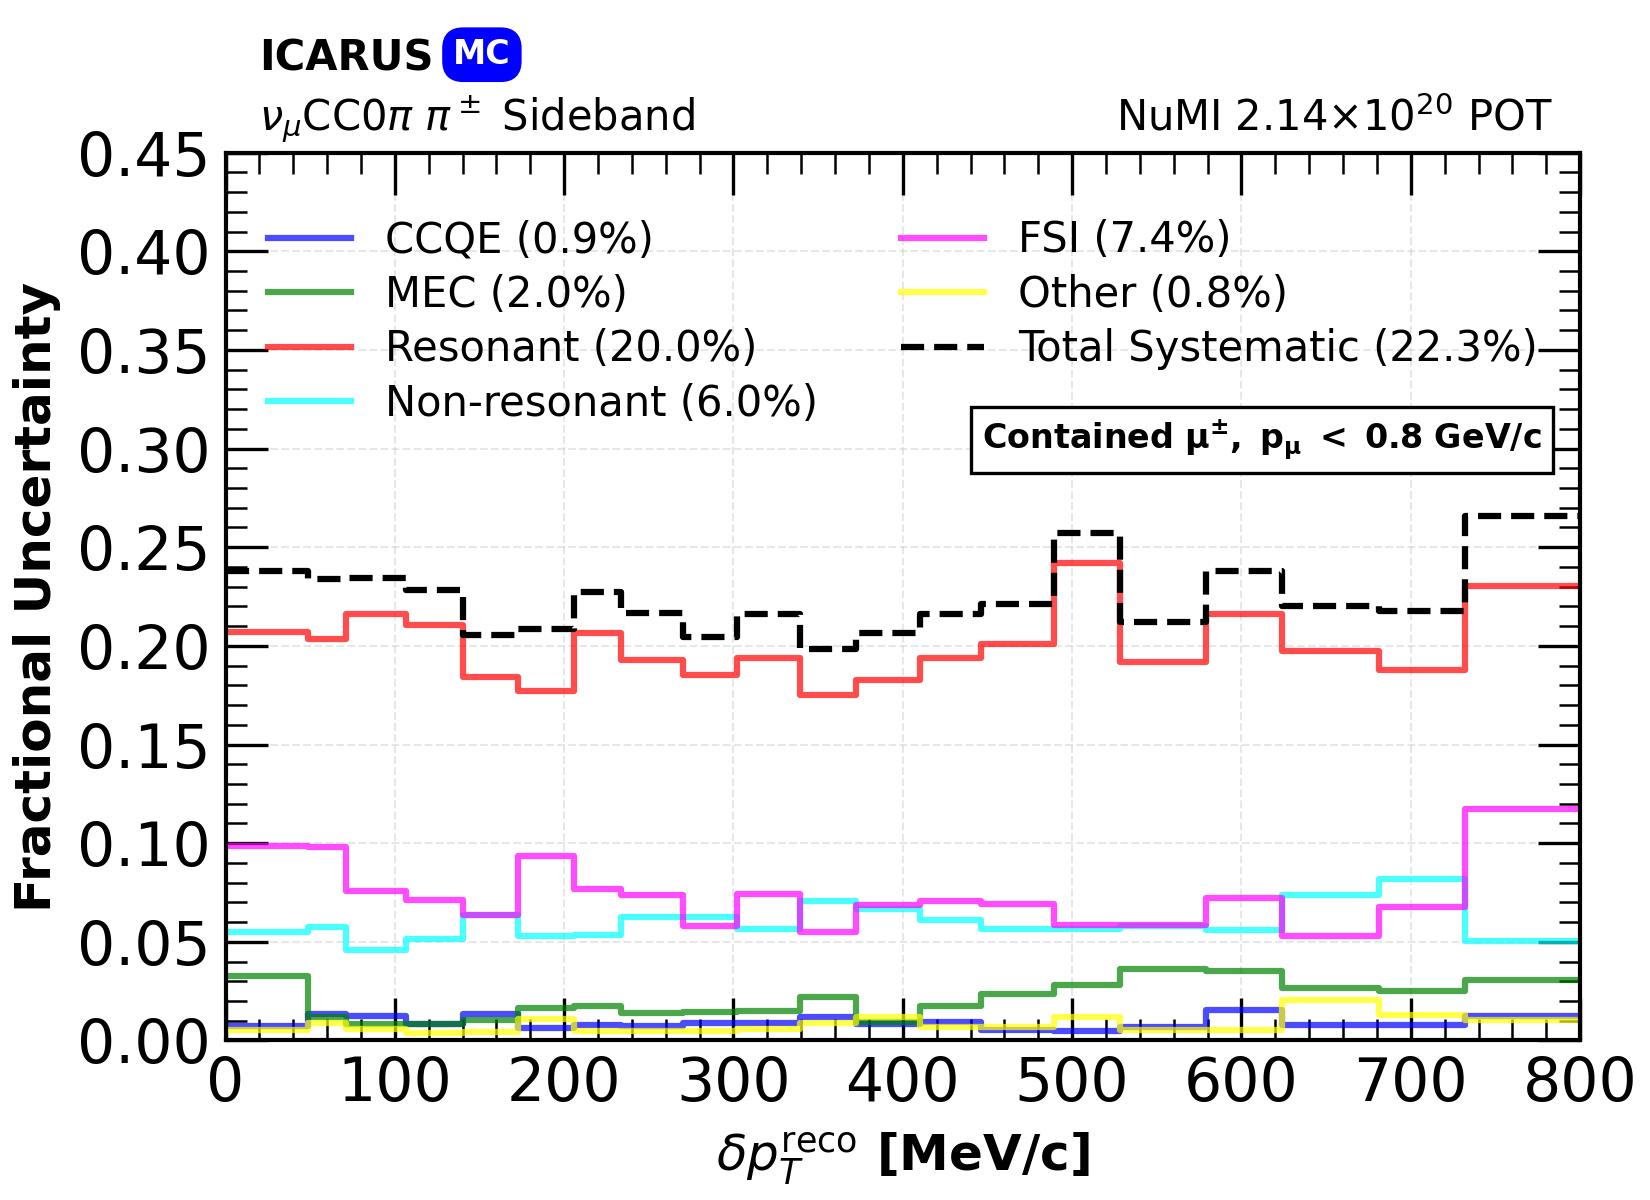 ICARUS MC
νμCC0π π± Sideband
NuMI 2.14×10²⁰ POT
0.45
0.40
0.35
0.30
0.25
0.20
0.15
0.10
0.05
0.00
Fractional Uncertainty
CCQE (0.9%)
MEC (2.0%)
Resonant (20.0%)
Non-resonant (6.0%)
FSI (7.4%)
Other (0.8%)
Total Systematic (22.3%)
Contained μ±, pμ < 0.8 GeV/c
0 100 200 300 400 500 600 700 800
δp_T^reco [MeV/c]